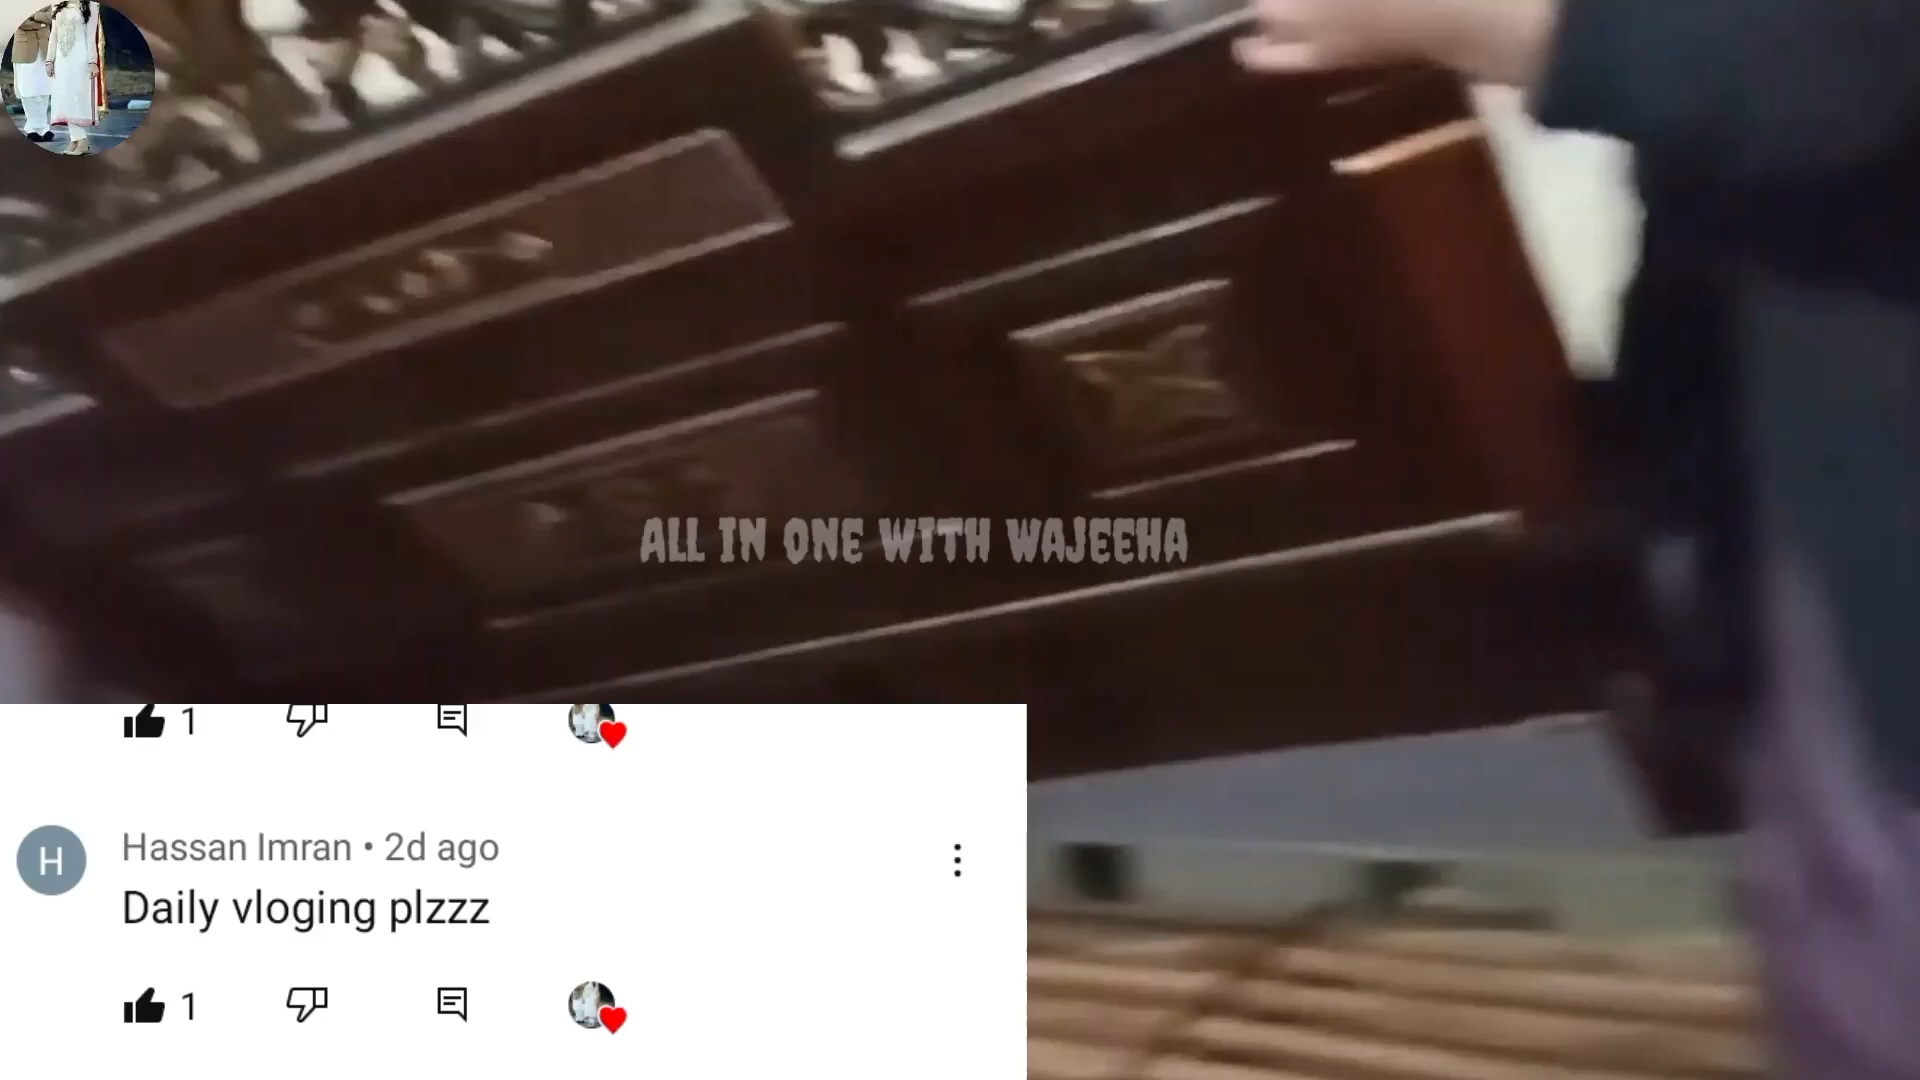 ALL IN ONE WITH WAJEEHA
1
H
Hassan Imran • 2d ago
Daily vloging plzzz
1